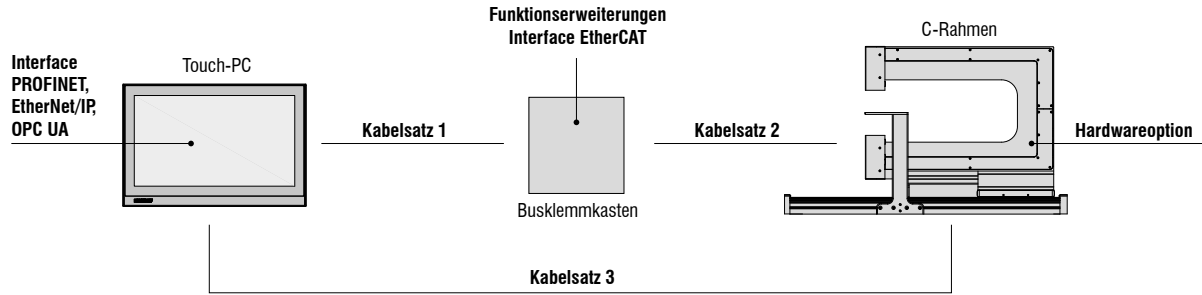 Funktionserweiterungen
Interface EtherCAT
C-Rahmen
Interface
PROFINET,
EtherNet/IP,
OPC UA
Touch-PC
Kabelsatz 1
Kabelsatz 2
Hardwareoption
Busklemmkasten
Kabelsatz 3